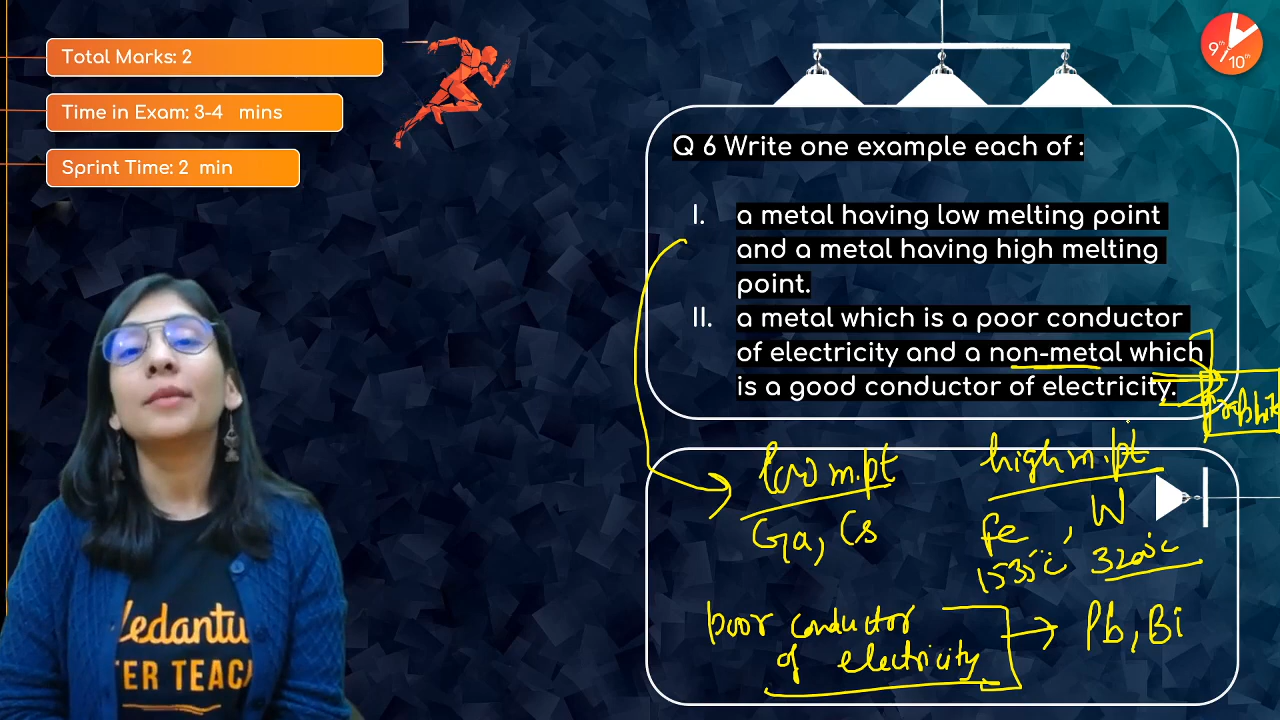 Total Marks: 2
Time in Exam: 3-4 mins
Sprint Time: 2 min
9th
10th
Q 6 Write one example each of :
I. a metal having low melting point
and a metal having high melting
point.
II. a metal which is a poor conductor
of electricity and a non-metal which
is a good conductor of electricity.
low m.pt
high m.pt
Ga, Cs
Fe, W
1535°C
3200°C
poor conductor
of electricity
Pb, Bi
Vedantu
TER TEAC